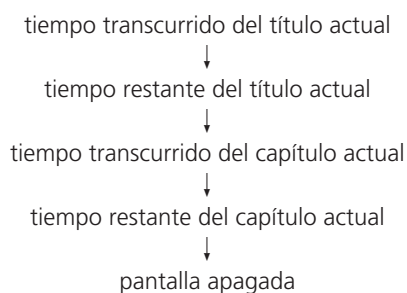 tiempo transcurrido del título actual
tiempo restante del título actual
tiempo transcurrido del capítulo actual
tiempo restante del capítulo actual
pantalla apagada